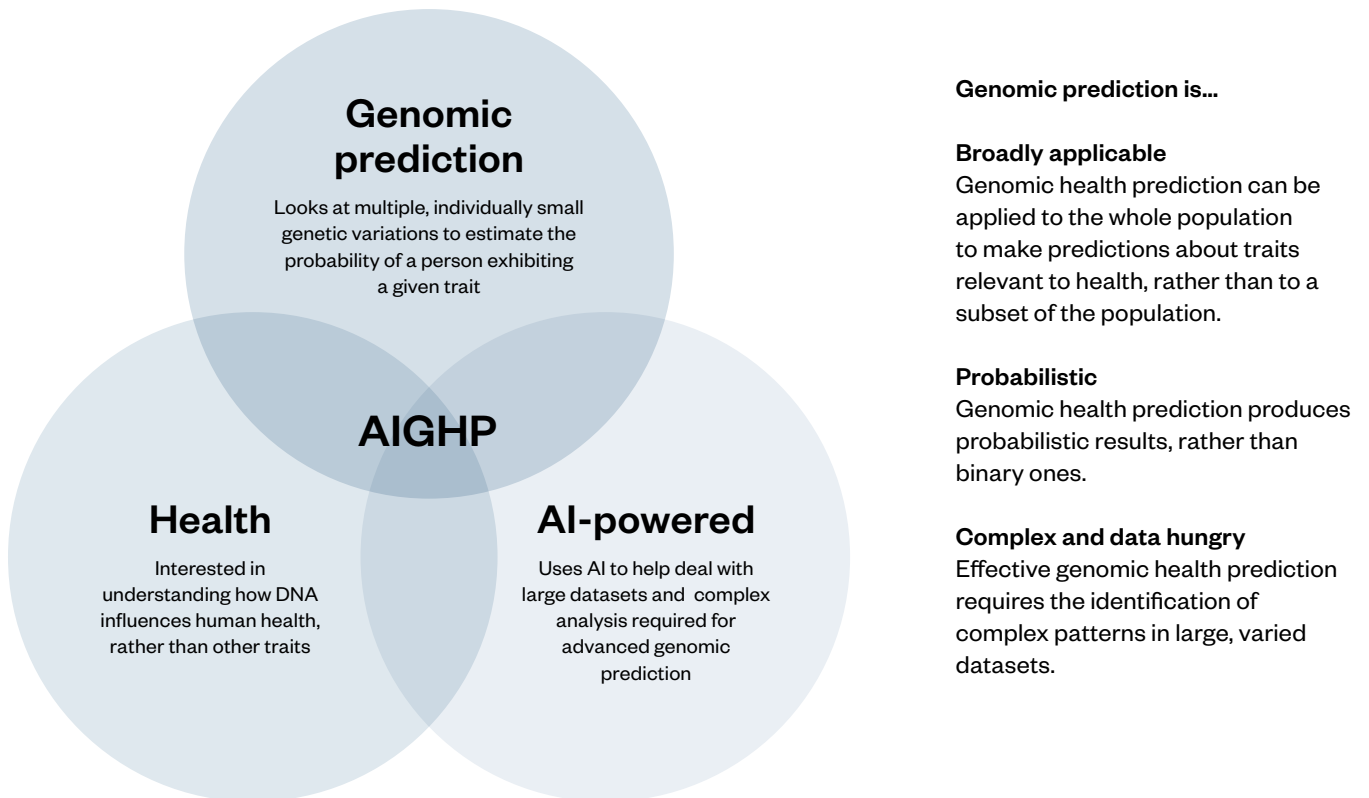 Genomic
prediction
Looks at multiple, individually small
genetic variations to estimate the
probability of a person exhibiting
a given trait
AIGHP
Health
Interested in
understanding how DNA
influences human health,
rather than other traits
AI-powered
Uses AI to help deal with
large datasets and complex
analysis required for
advanced genomic
prediction
Genomic prediction is...
Broadly applicable
Genomic health prediction can be
applied to the whole population
to make predictions about traits
relevant to health, rather than to a
subset of the population.
Probabilistic
Genomic health prediction produces
probabilistic results, rather than
binary ones.
Complex and data hungry
Effective genomic health prediction
requires the identification of
complex patterns in large, varied
datasets.